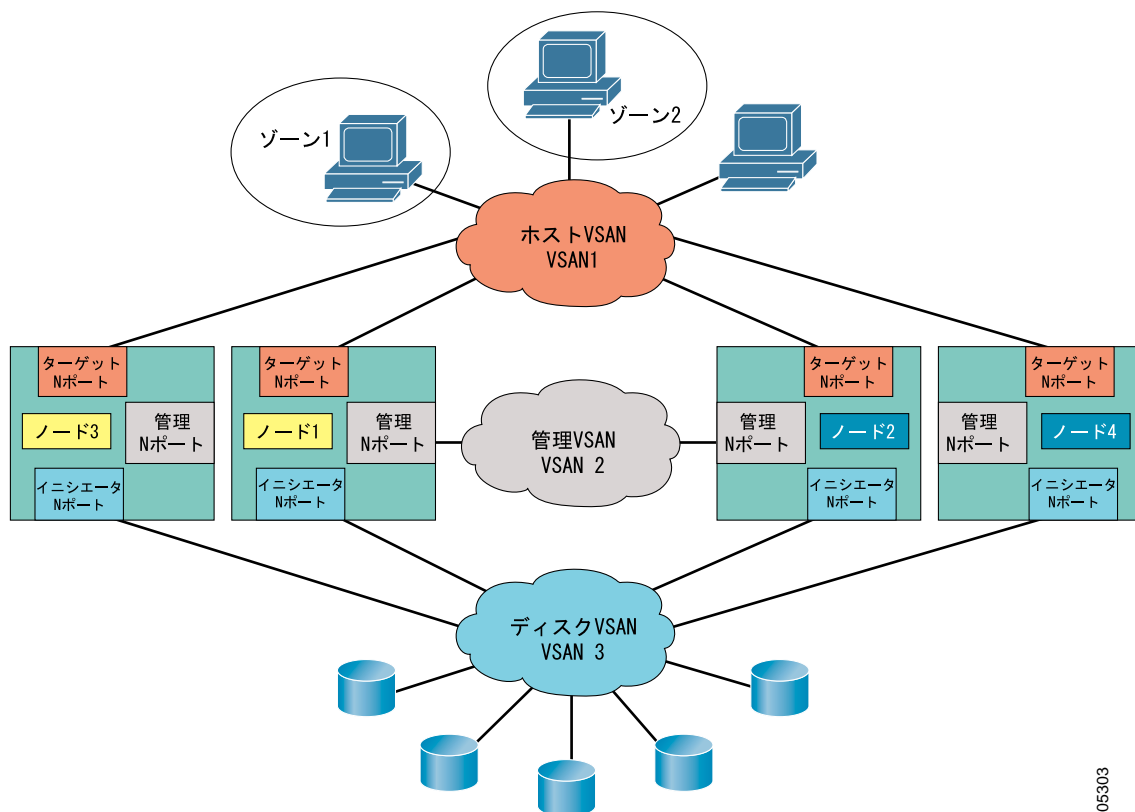 ゾーン1
ゾーン2
ホストVSAN
VSAN1
ターゲット
Nポート
ターゲット
Nポート
ターゲット
Nポート
ターゲット
Nポート
ノード3
管理
Nポート
ノード1
管理
Nポート
管理VSAN
VSAN 2
管理
Nポート
ノード2
管理
Nポート
ノード4
イニシエータ
Nポート
イニシエータ
Nポート
イニシエータ
Nポート
イニシエータ
Nポート
ディスクVSAN
VSAN 3
05303